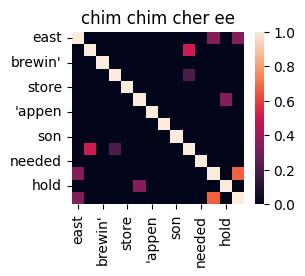 chim chim cher ee
east
brewin'
store
'appen
son
needed
hold
1.0
0.8
0.6
0.4
0.2
0.0
east
brewin'
store
'appen
son
needed
hold